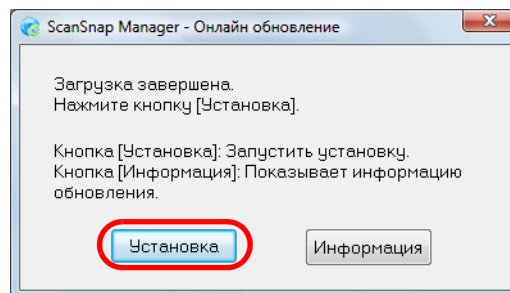 ScanSnap Manager - Онлайн обновление
Загрузка завершена.
Нажмите кнопку [Установка].
Кнопка [Установка]: Запустить установку.
Кнопка [Информация]: Показывает информацию
обновления.
Установка
Информация